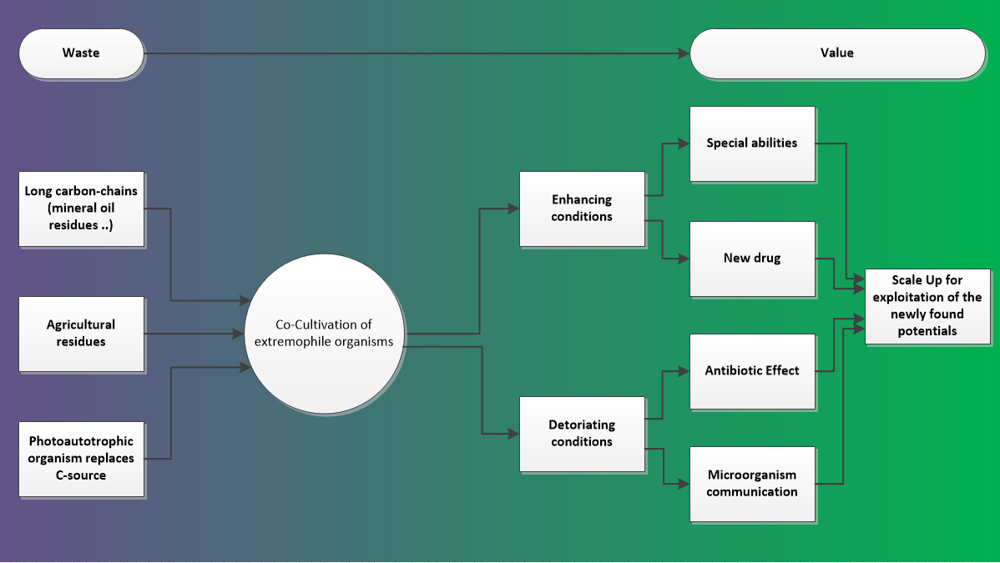 Waste
Value
Long carbon-chains
(mineral oil
residues ..)
Agricultural
residues
Photoautotrophic
organism replaces
C-source
Co-Cultivation of
extremophile organisms
Enhancing
conditions
Detoriating
conditions
Special abilities
New drug
Antibiotic Effect
Microorganism
communication
Scale Up for
exploitation of the
newly found
potentials